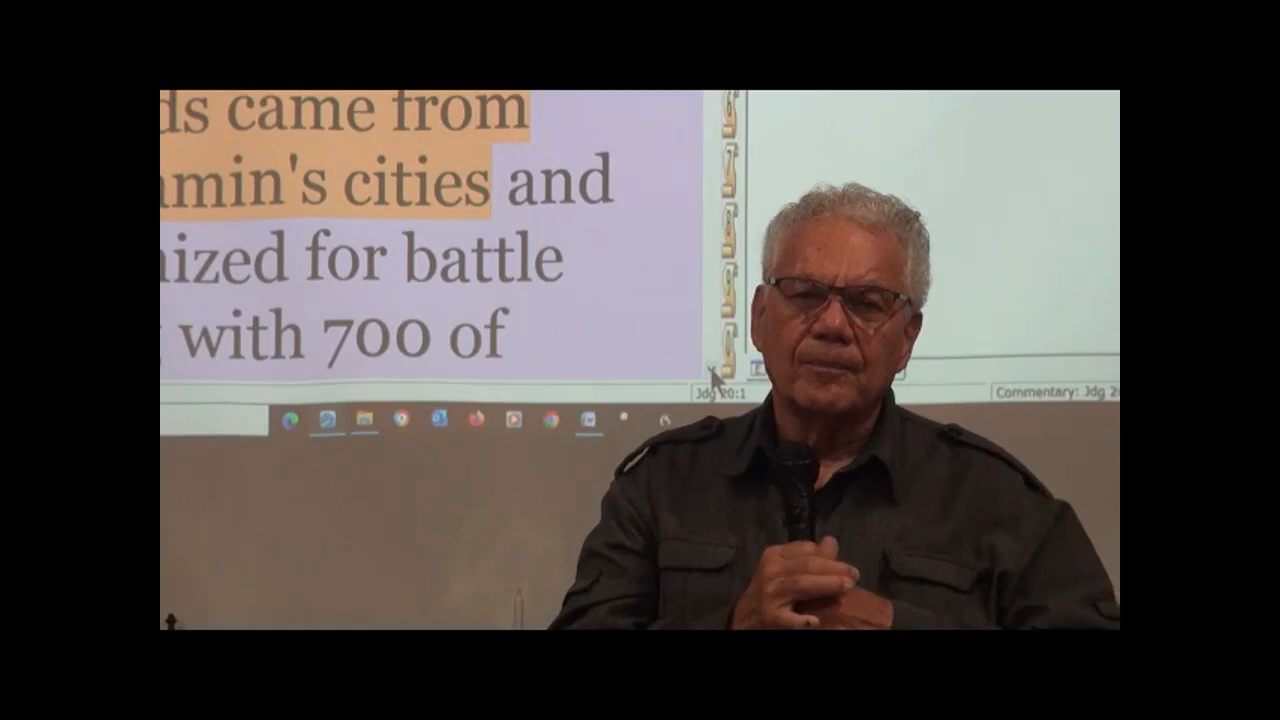 ds came from
amin's cities and
nized for battle
g with 700 of
Jdg 20:1
Commentary: Jdg 2